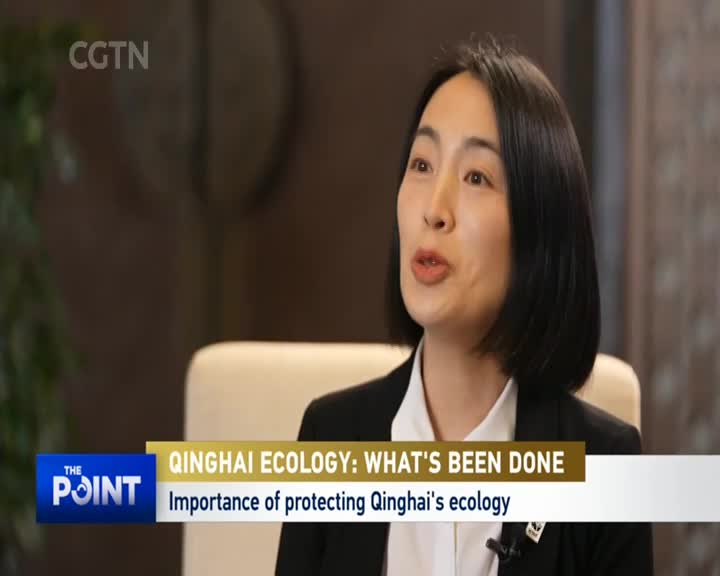 CGTN
QINGHAI ECOLOGY: WHAT'S BEEN DONE
THE
POINT
Importance of protecting Qinghai's ecology